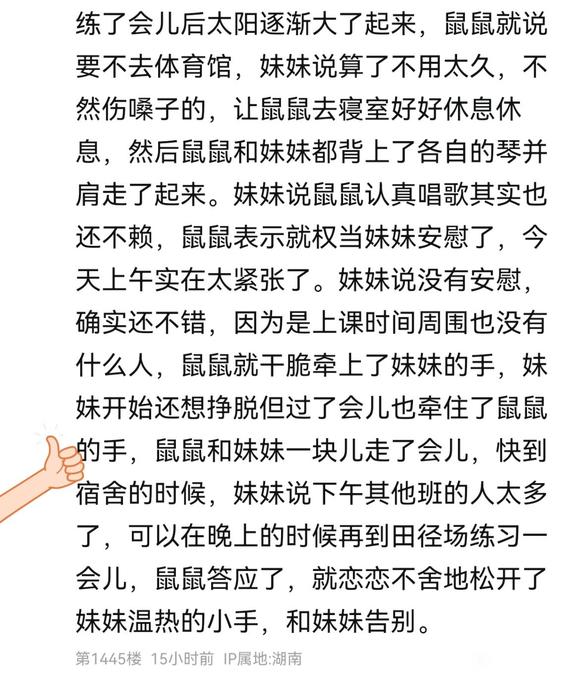 练了会儿后太阳逐渐大了起来，鼠鼠就说
要不去体育馆，妹妹说算了不用太久，不
然伤嗓子的，让鼠鼠去寝室好好休息休
息，然后鼠鼠和妹妹都背上了各自的琴并
肩走了起来。妹妹说鼠鼠认真唱歌其实也
还不赖，鼠鼠表示就权当妹妹安慰了，今
天上午实在太紧张了。妹妹说没有安慰，
确实还不错，因为是上课时间周围也没有
什么人，鼠鼠就干脆牵上了妹妹的手，妹
妹开始还想挣脱但过了会儿也牵住了鼠鼠
的手，鼠鼠和妹妹一块儿走了会儿，快到
宿舍的时候，妹妹说下午其他班的人太多
了，可以在晚上的时候再到田径场练习一
会儿，鼠鼠答应了，就恋恋不舍地松开了
妹妹温热的小手，和妹妹告别。
第1445楼 15小时前 IP属地:湖南